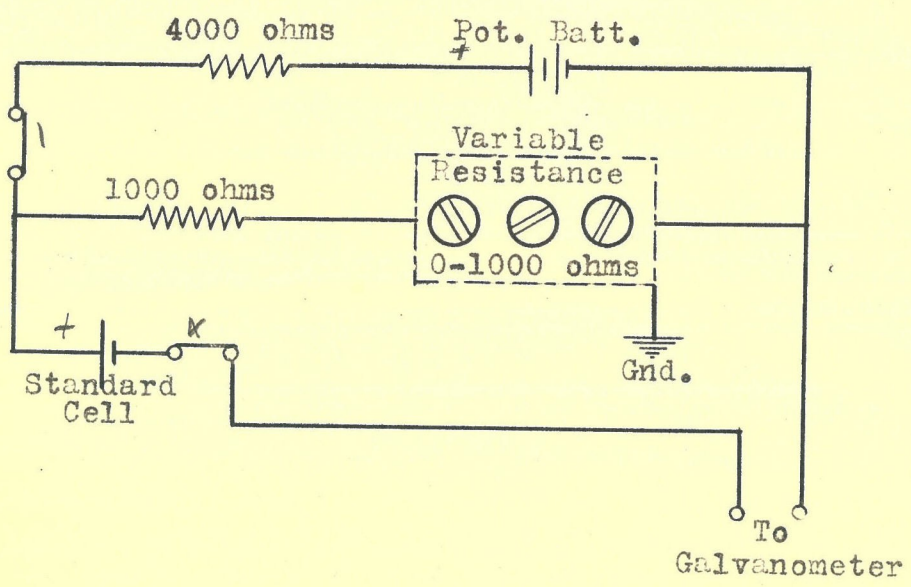 4000 ohms
Pot. Batt.
+
Variable
Resistance
1000 ohms
0-1000 ohms
+
Gnd.
Standard
Cell
To
Galvanometer